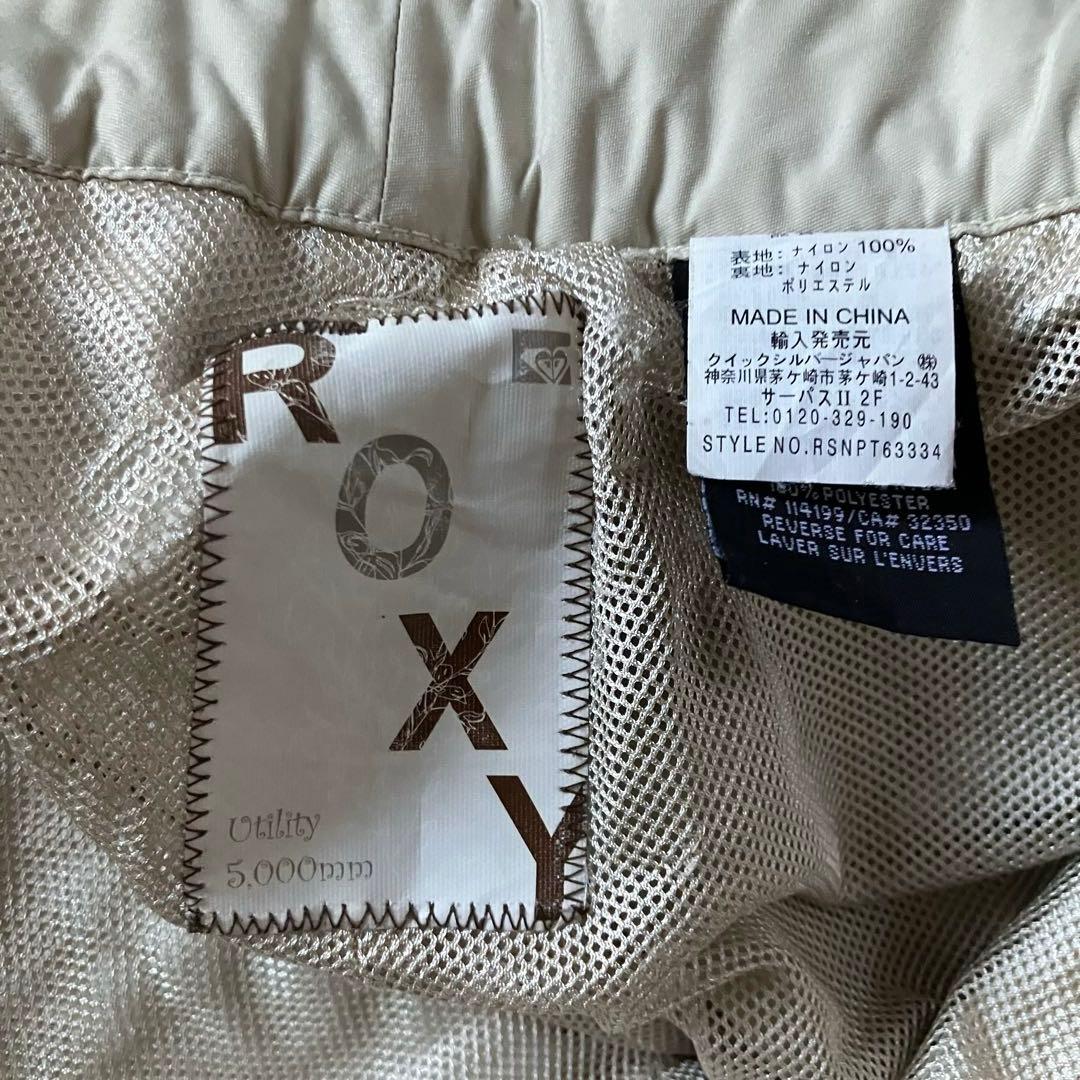 ROXY
Utility
5,000mm
表地: ナイロン 100%
裏地: ナイロン
ポリエステル
MADE IN CHINA
輸入発売元
クイックシルバージャパン ㈱
神奈川県茅ケ崎市茅ケ崎1-2-43
サーパスⅡ 2F
TEL:0120-329-190
STYLE NO.RSNPT63334
100% POLYESTER
RN# 114199/CA# 32350
REVERSE FOR CARE
LAVER SUR L'ENVERS